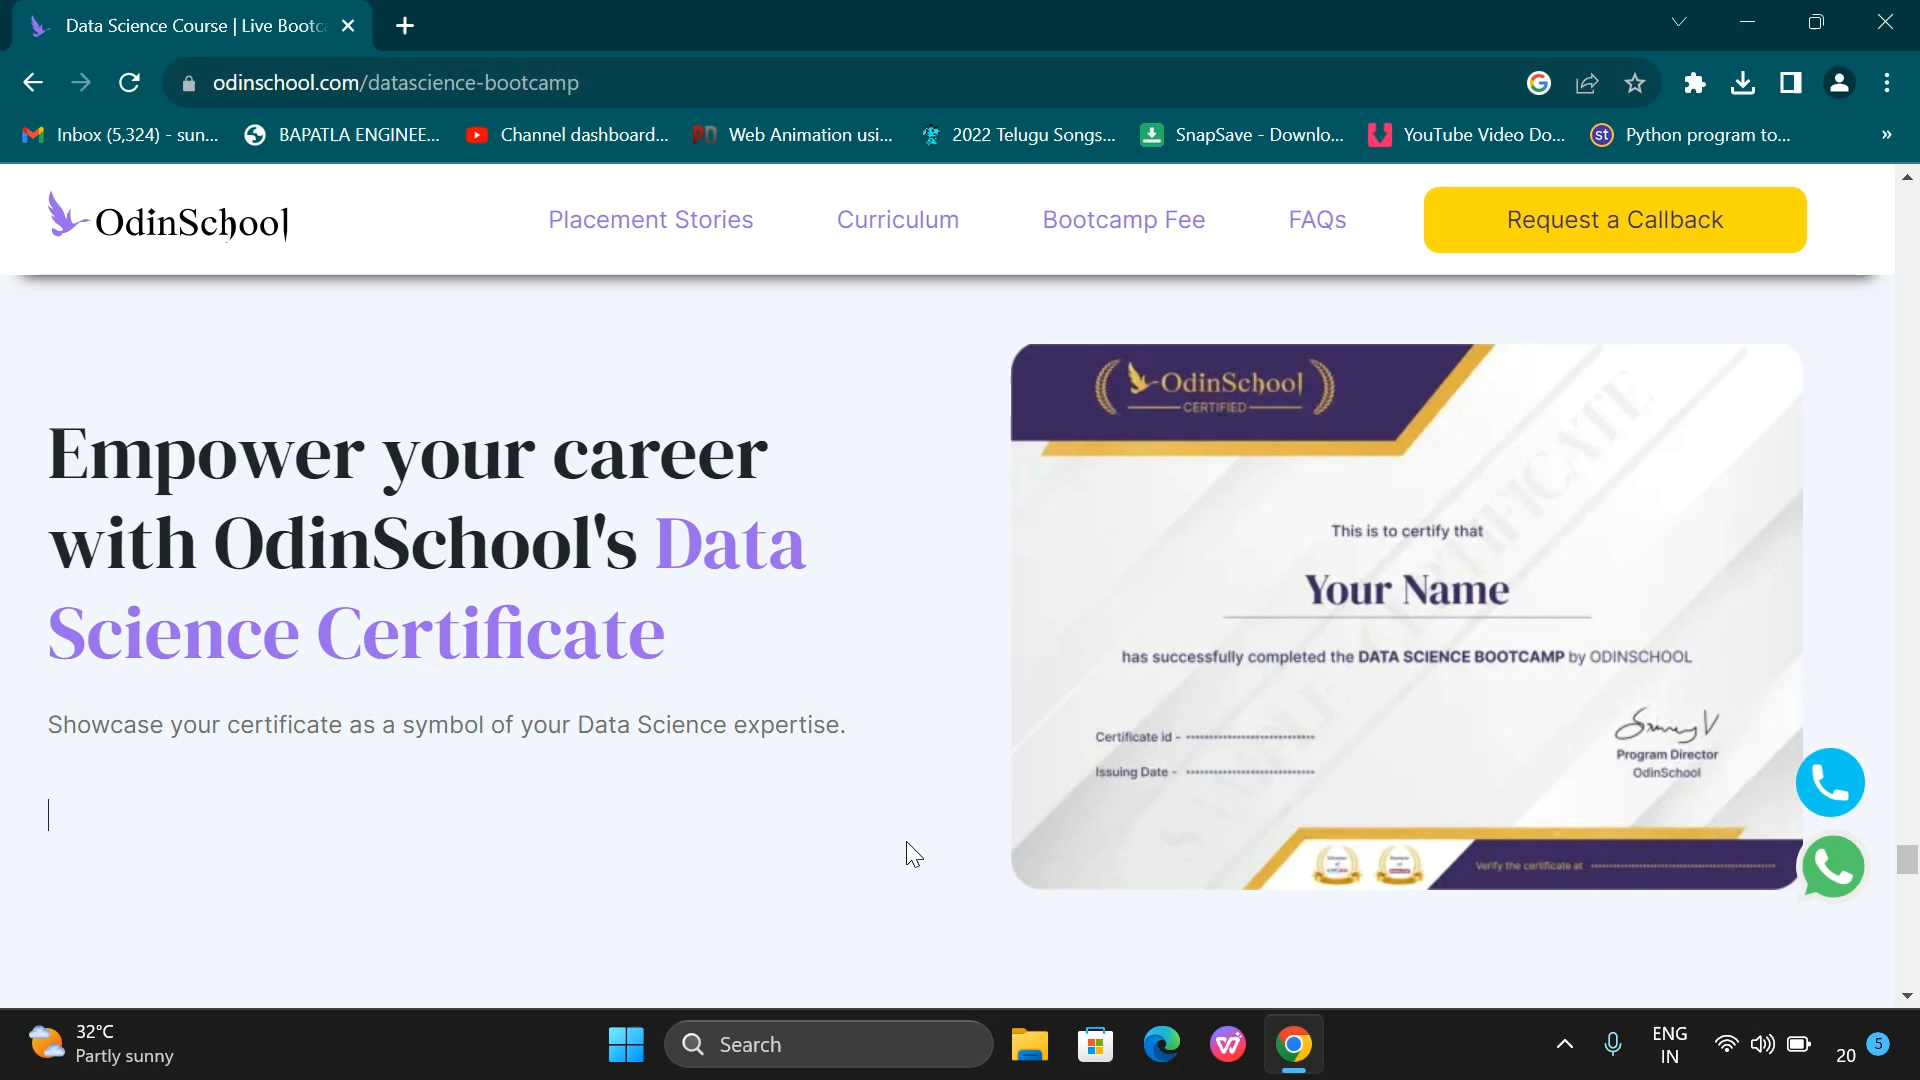 Data Science Course | Live Bootc
odinschool.com/datascience-bootcamp
Inbox (5,324) - sun...
BAPATLA ENGINEE...
Channel dashboard...
Web Animation usi...
2022 Telugu Songs...
SnapSave - Downlo...
YouTube Video Do...
st
Python program to...
»
OdinSchool
Placement Stories
Curriculum
Bootcamp Fee
FAQs
Request a Callback
Empower your career
with OdinSchool's Data
Science Certificate
Showcase your certificate as a symbol of your Data Science expertise.
OdinSchool
CERTIFIED
This is to certify that
Your Name
has successfully completed the DATA SCIENCE BOOTCAMP by ODINSCHOOL
Certificate id -
Issuing Date -
Program Director
OdinSchool
SAMPLE CERTIFICATE
Verify the certificate at
32°C
Partly sunny
Search
ENG
IN
20
5